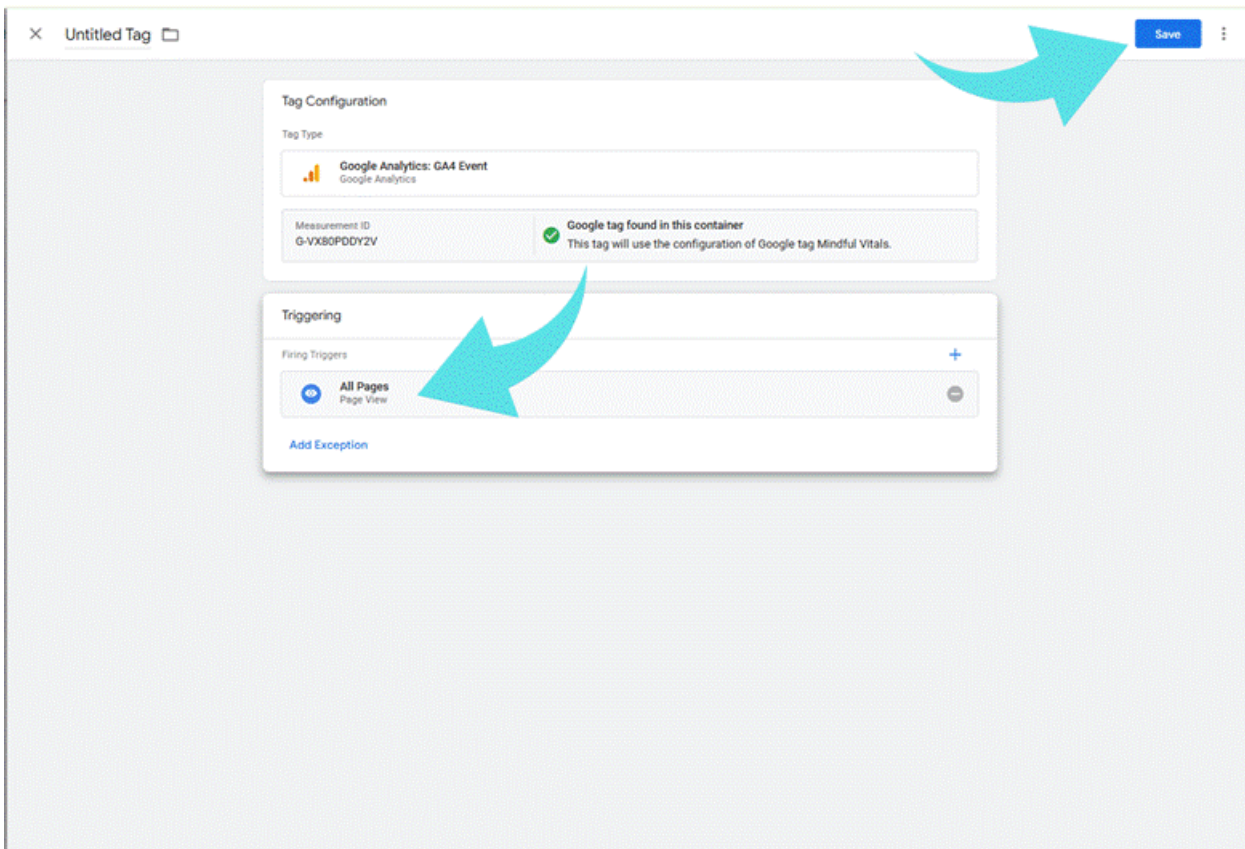 Untitled Tag
Save
Tag Configuration
Tag Type
Google Analytics: GA4 Event
Google Analytics
Measurement ID
G-VX80PDDY2V
Google tag found in this container
This tag will use the configuration of Google tag Mindful Vitals.
Triggering
Firing Triggers
All Pages
Page View
Add Exception